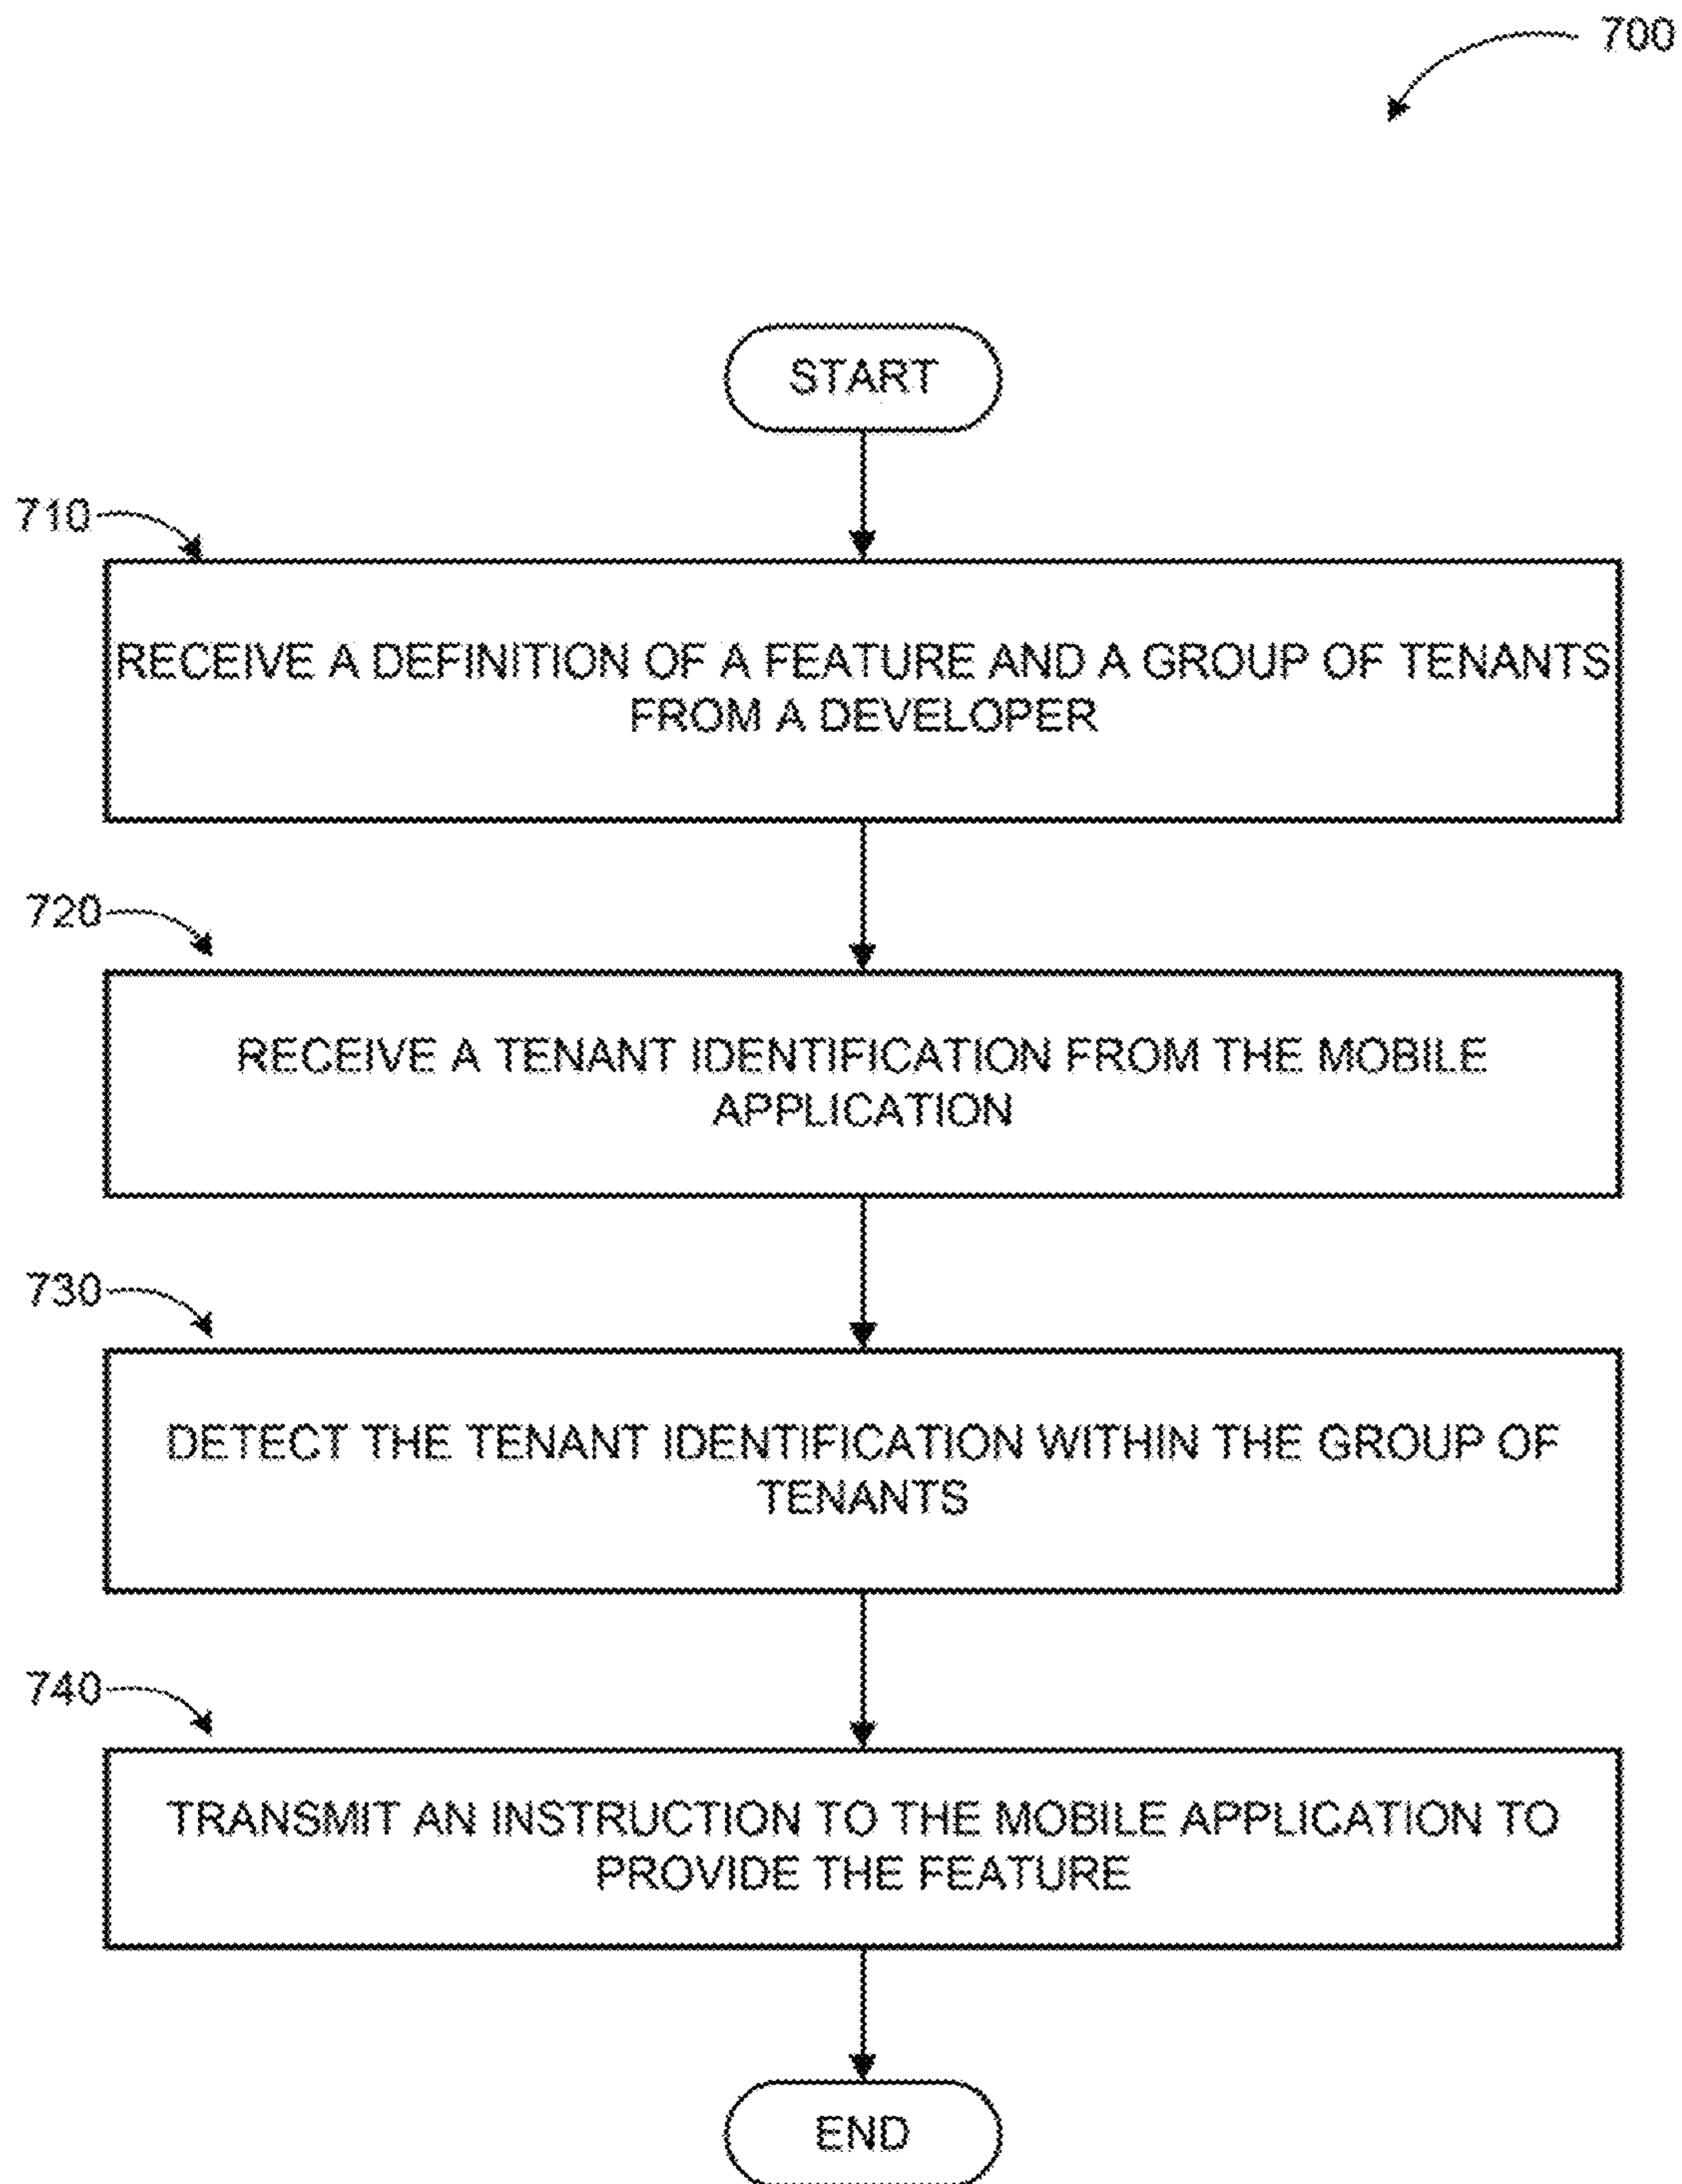 700
START
710
RECEIVE A DEFINITION OF A FEATURE AND A GROUP OF TENANTS
FROM A DEVELOPER
720
RECEIVE A TENANT IDENTIFICATION FROM THE MOBILE
APPLICATION
730
DETECT THE TENANT IDENTIFICATION WITHIN THE GROUP OF
TENANTS
740
TRANSMIT AN INSTRUCTION TO THE MOBILE APPLICATION TO
PROVIDE THE FEATURE
END